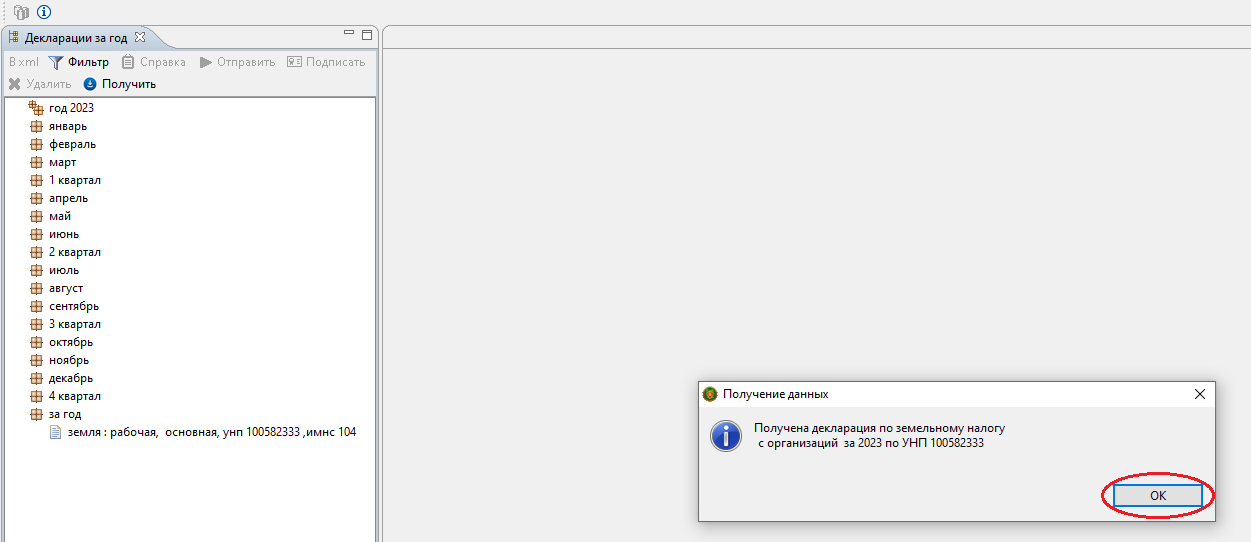 Декларации за год
В xml Фильтр Справка Отправить Подписать
Удалить Получить
год 2023
январь
февраль
март
1 квартал
апрель
май
июнь
2 квартал
июль
август
сентябрь
3 квартал
октябрь
ноябрь
декабрь
4 квартал
за год
земля : рабочая, основная, унп 100582333 ,имнс 104
Получение данных
Получена декларация по земельному налогу
с организаций за 2023 по УНП 100582333
ОК